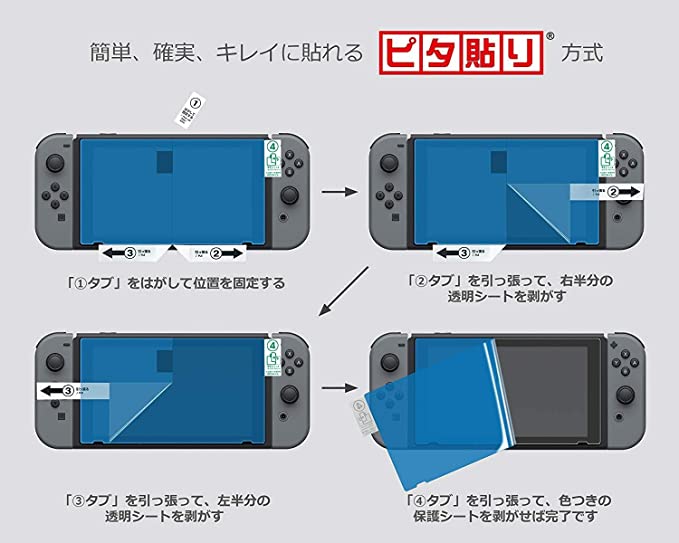 簡単、確実、キレイに貼れる ピタ貼り® 方式
①
④
③
②
④
②
③
「①タブ」をはがして位置を固定する
「②タブ」を引っ張って、右半分の
透明シートを剥がす
④
③
④
「③タブ」を引っ張って、左半分の
透明シートを剥がす
「④タブ」を引っ張って、色つきの
保護シートを剥がせば完了です